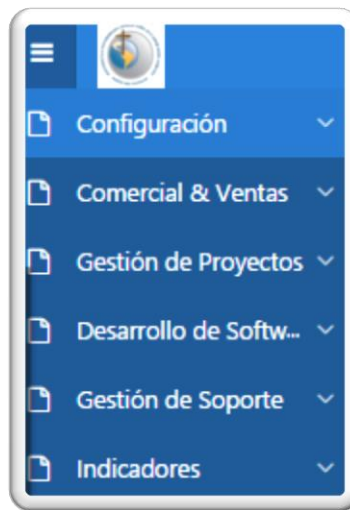 Configuración
Comercial & Ventas
Gestión de Proyectos
Desarrollo de Softw...
Gestión de Soporte
Indicadores